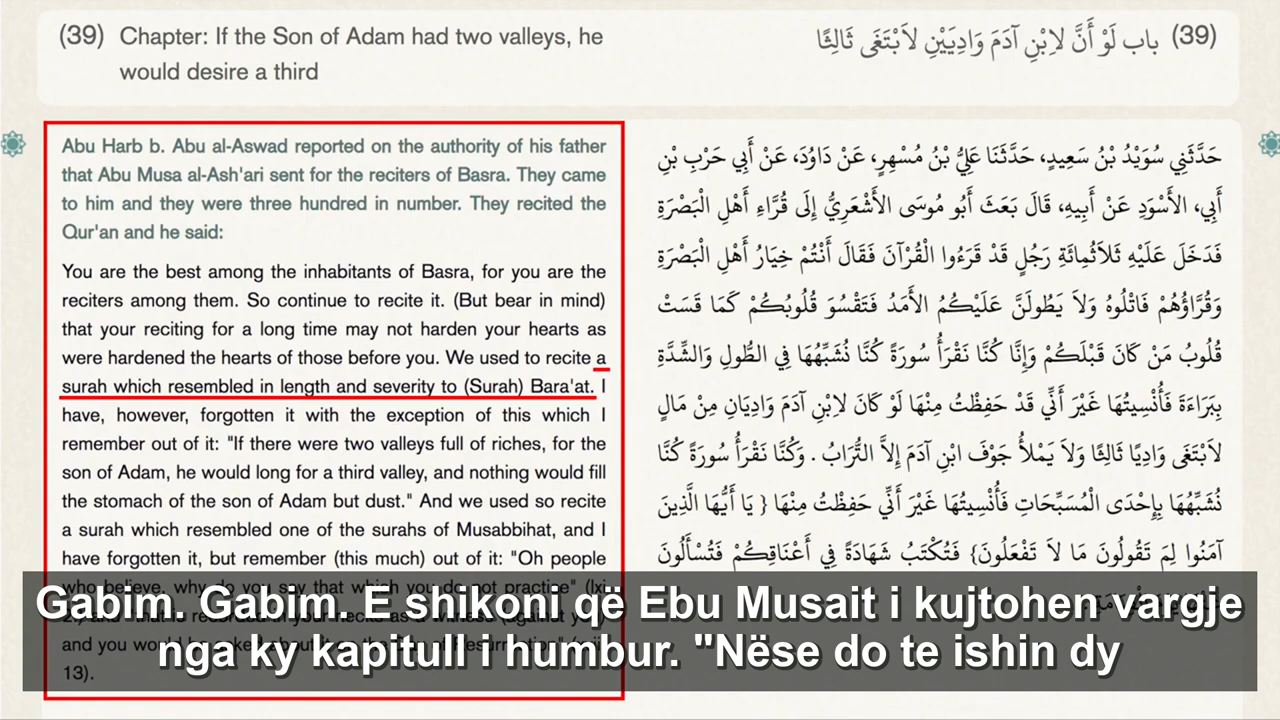 (39) Chapter: If the Son of Adam had two valleys, he
would desire a third
(39) باب لَوْ أَنَّ لاِبْنِ آدَمَ وَادِيَيْنِ لاَبْتَغَى ثَالِثًا
Abu Harb b. Abu al-Aswad reported on the authority of his father
that Abu Musa al-Ash'ari sent for the reciters of Basra. They came
to him and they were three hundred in number. They recited the
Qur'an and he said:
You are the best among the inhabitants of Basra, for you are the
reciters among them. So continue to recite it. (But bear in mind)
that your reciting for a long time may not harden your hearts as
were hardened the hearts of those before you. We used to recite a
surah which resembled in length and severity to (Surah) Bara'at. I
have, however, forgotten it with the exception of this which I
remember out of it: "If there were two valleys full of riches, for the
son of Adam, he would long for a third valley, and nothing would fill
the stomach of the son of Adam but dust." And we used so recite
a surah which resembled one of the surahs of Musabbihat, and I
have forgotten it, but remember (this much) out of it: "Oh people
who believe, why do you say that which you do not practice" (lxi
13).
حَدَّثَنِي سُوَيْدُ بْنُ سَعِيدٍ، حَدَّثَنَا عَلِيُّ بْنُ مُسْهِرٍ، عَنْ دَاوُدَ، عَنْ أَبِي حَرْبِ بْنِ
أَبِي، الأَسْوَدِ عَنْ أَبِيهِ، قَالَ بَعَثَ أَبُو مُوسَى الأَشْعَرِيُّ إِلَى قُرَّاءِ أَهْلِ الْبَصْرَةِ
فَدَخَلَ عَلَيْهِ ثَلاَثُمِائَةِ رَجُلٍ قَدْ قَرَءُوا الْقُرْآنَ فَقَالَ أَنْتُمْ خِيَارُ أَهْلِ الْبَصْرَةِ
وَقُرَّاؤُهُمْ فَاتْلُوهُ وَلاَ يَطُولَنَّ عَلَيْكُمُ الأَمَدُ فَتَقْسُوَ قُلُوبُكُمْ كَمَا قَسَتْ
قُلُوبُ مَنْ كَانَ قَبْلَكُمْ وَإِنَّا كُنَّا نَقْرَأُ سُورَةً كُنَّا نُشَبِّهُهَا فِي الطُّولِ وَالشِّدَّةِ
بِبَرَاءَةَ فَأُنْسِيتُهَا غَيْرَ أَنِّي قَدْ حَفِظْتُ مِنْهَا لَوْ كَانَ لاِبْنِ آدَمَ وَادِيَانِ مِنْ مَالٍ
لاَبْتَغَى وَادِيًا ثَالِثًا وَلاَ يَمْلأُ جَوْفَ ابْنِ آدَمَ إِلاَّ التُّرَابُ . وَكُنَّا نَقْرَأُ سُورَةً كُنَّا
نُشَبِّهُهَا بِإِحْدَى الْمُسَبِّحَاتِ فَأُنْسِيتُهَا غَيْرَ أَنِّي حَفِظْتُ مِنْهَا { يَا أَيُّهَا الَّذِينَ
آمَنُوا لِمَ تَقُولُونَ مَا لاَ تَفْعَلُونَ} فَتُكْتَبُ شَهَادَةً فِي أَعْنَاقِكُمْ فَتُسْأَلُونَ
Gabim. Gabim. E shikoni që Ebu Musait i kujtohen vargje
nga ky kapitull i humbur. "Nëse do te ishin dy